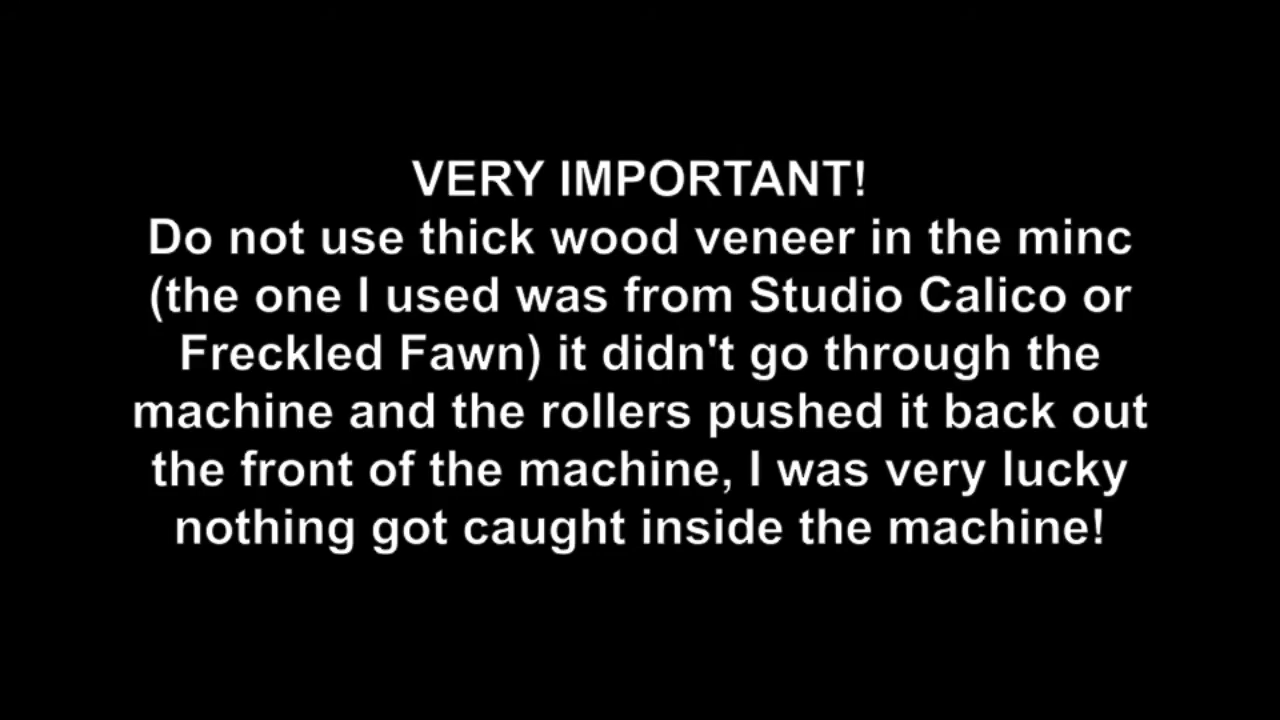 VERY IMPORTANT!
Do not use thick wood veneer in the minc
(the one I used was from Studio Calico or
Freckled Fawn) it didn't go through the
machine and the rollers pushed it back out
the front of the machine, I was very lucky
nothing got caught inside the machine!